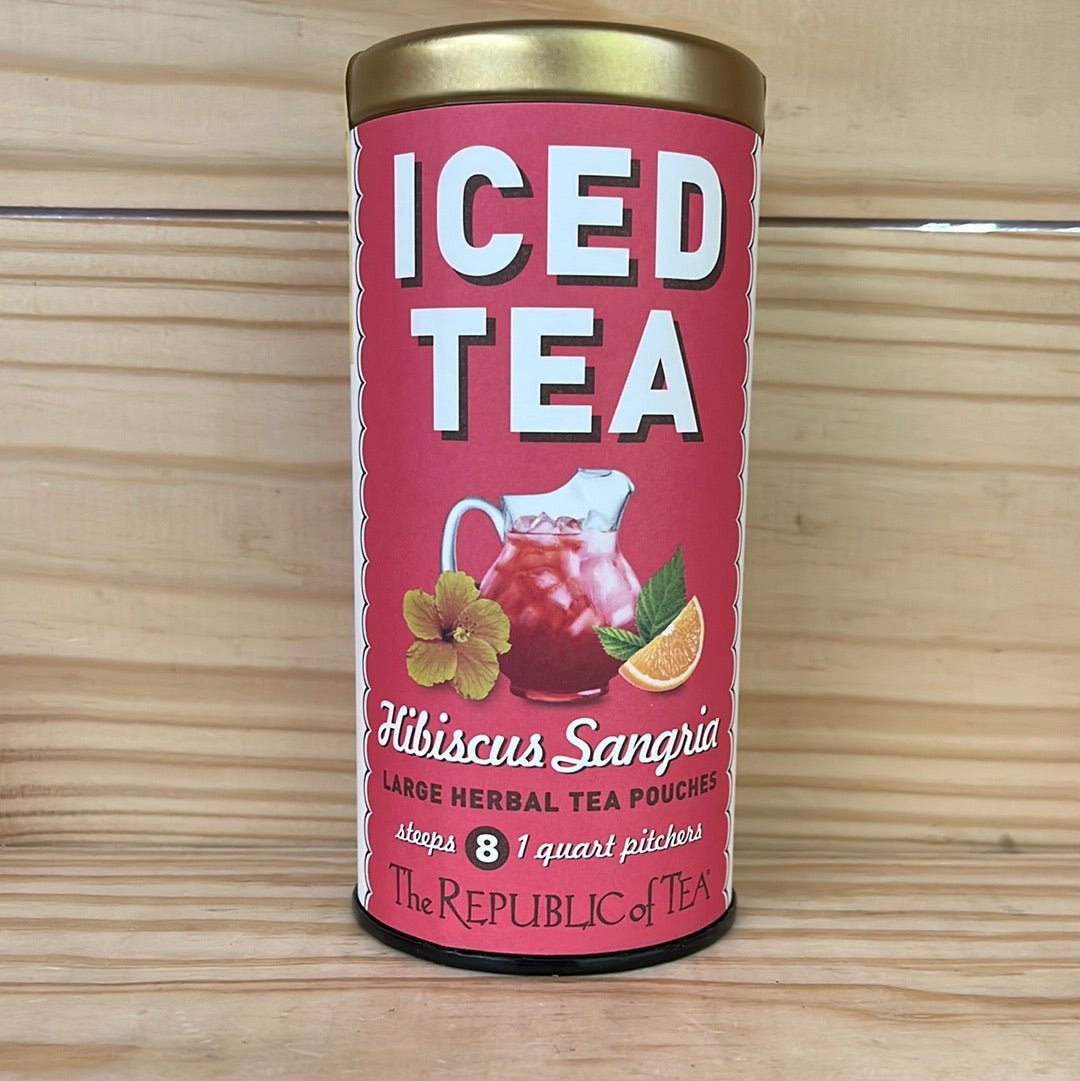 ICED
TEA
Hibiscus Sangria
LARGE HERBAL TEA POUCHES
steeps 8 1 quart pitchers
The REPUBLIC of TEA®